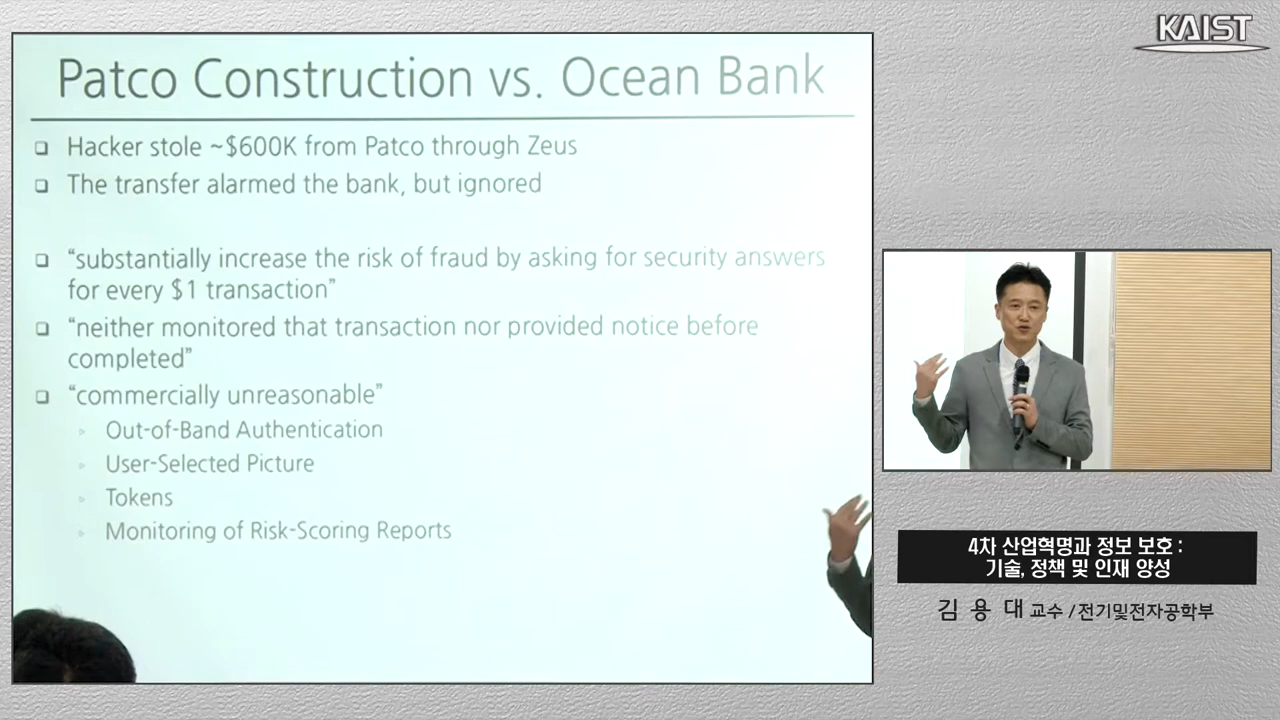 KAIST
Patco Construction vs. Ocean Bank
Hacker stole ~$600K from Patco through Zeus
The transfer alarmed the bank, but ignored
“substantially increase the risk of fraud by asking for security answers
for every $1 transaction”
“neither monitored that transaction nor provided notice before
completed”
“commercially unreasonable”
Out-of-Band Authentication
User-Selected Picture
Tokens
Monitoring of Risk-Scoring Reports
4차 산업혁명과 정보 보호 :
기술, 정책 및 인재 양성
김 용 대 교수 / 전기및전자공학부